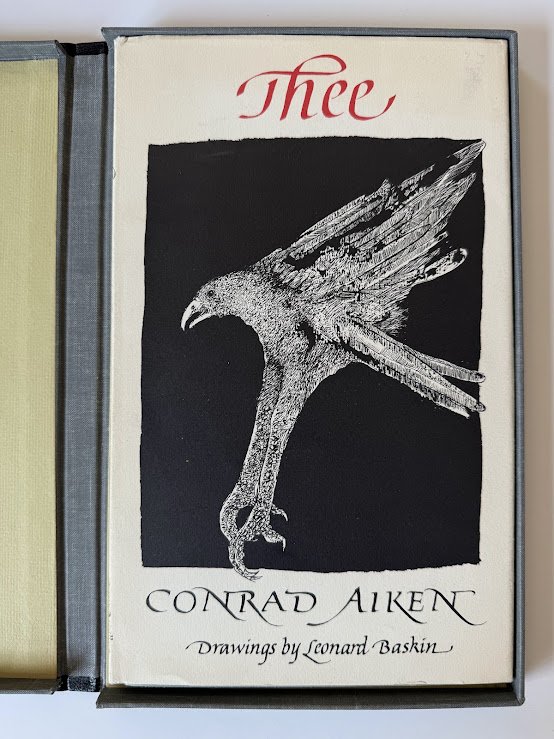 Thee
CONRAD AIKEN
Drawings by Leonard Baskin